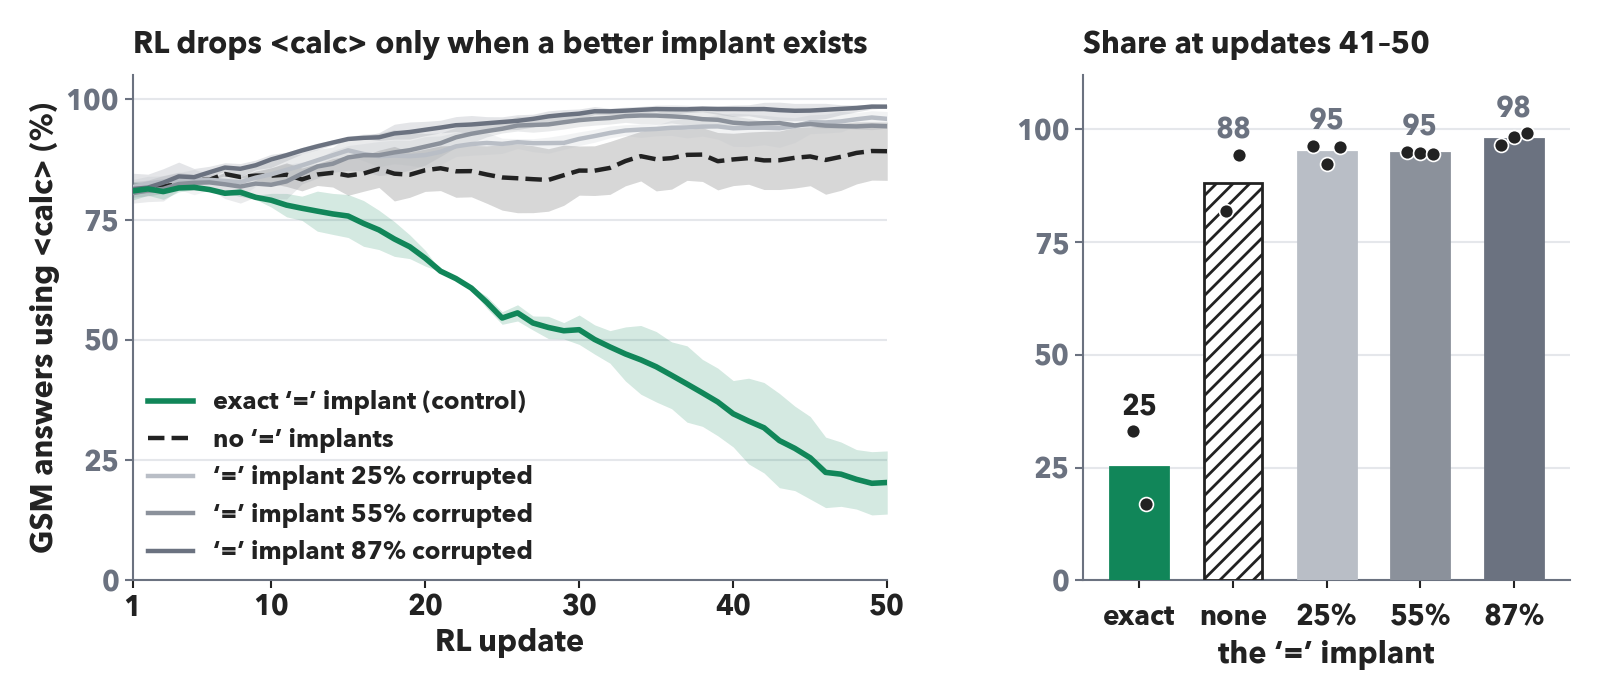 RL drops <calc> only when a better implant exists
GSM answers using <calc> (%)
100
75
50
25
0
exact ‘=’ implant (control)
no ‘=’ implants
‘=’ implant 25% corrupted
‘=’ implant 55% corrupted
‘=’ implant 87% corrupted
1 10 20 30 40 50
RL update
Share at updates 41–50
100
75
50
25
0
25 88 95 95 98
exact none 25% 55% 87%
the ‘=’ implant